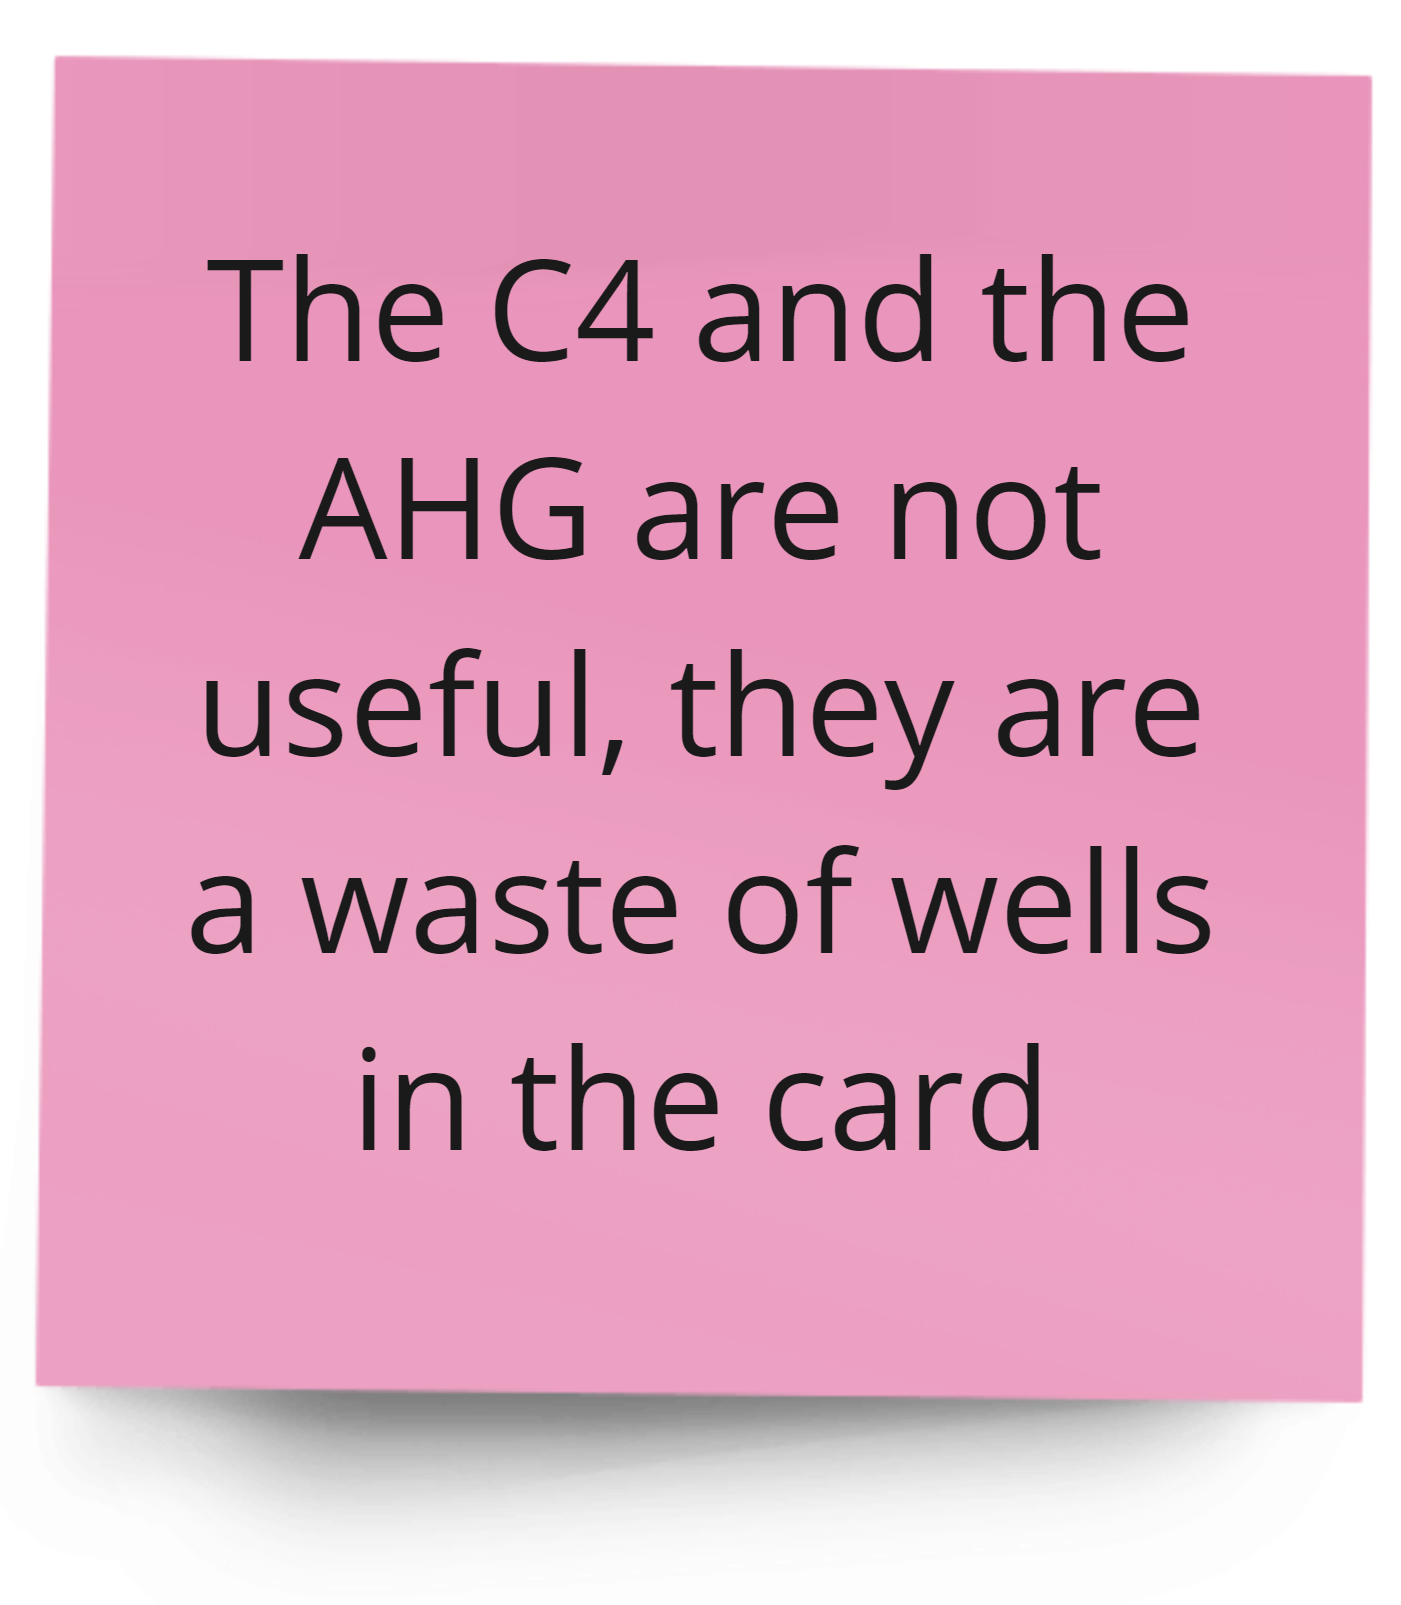 The C4 and the
AHG are not
useful, they are
a waste of wells
in the card